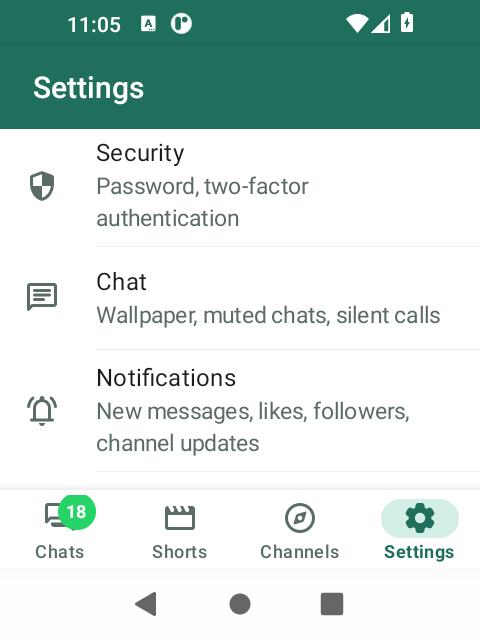 11:05
Settings
Security
Password, two-factor
authentication
Chat
Wallpaper, muted chats, silent calls
Notifications
New messages, likes, followers,
channel updates
18
Chats
Shorts
Channels
Settings